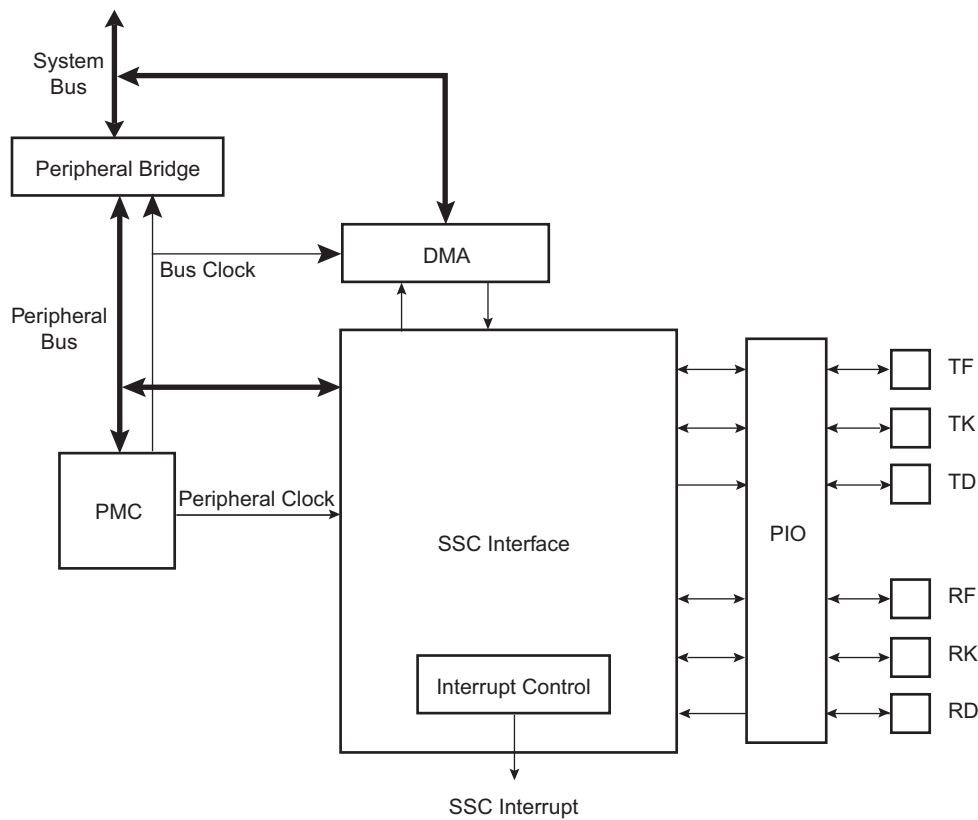 System
Bus
Peripheral Bridge
DMA
Bus Clock
Peripheral
Bus
TF
TK
PMC
Peripheral Clock
TD
SSC Interface
PIO
RF
RK
Interrupt Control
RD
SSC Interrupt